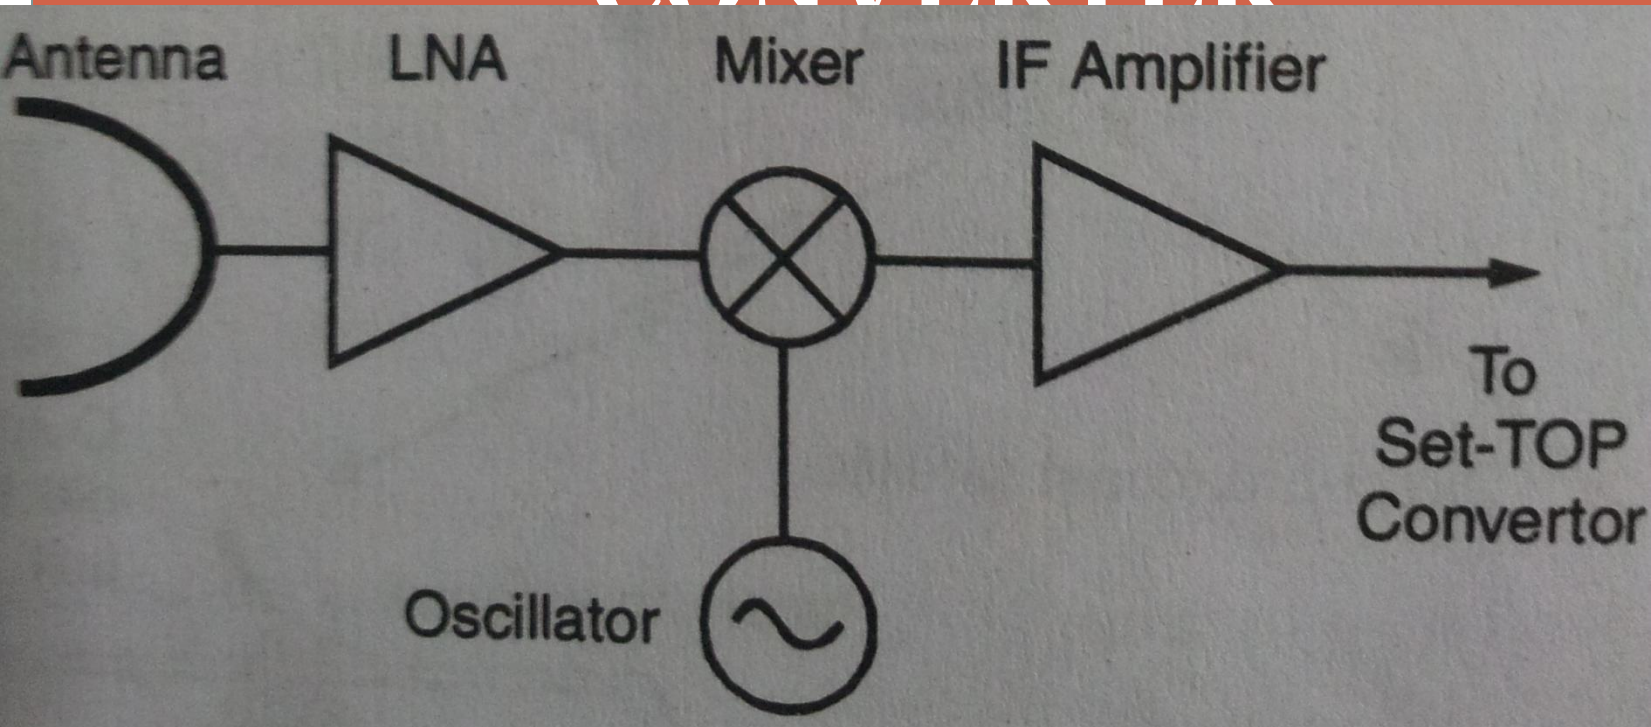 Antenna
LNA
Mixer
IF Amplifier
To
Set-TOP
Convertor
Oscillator